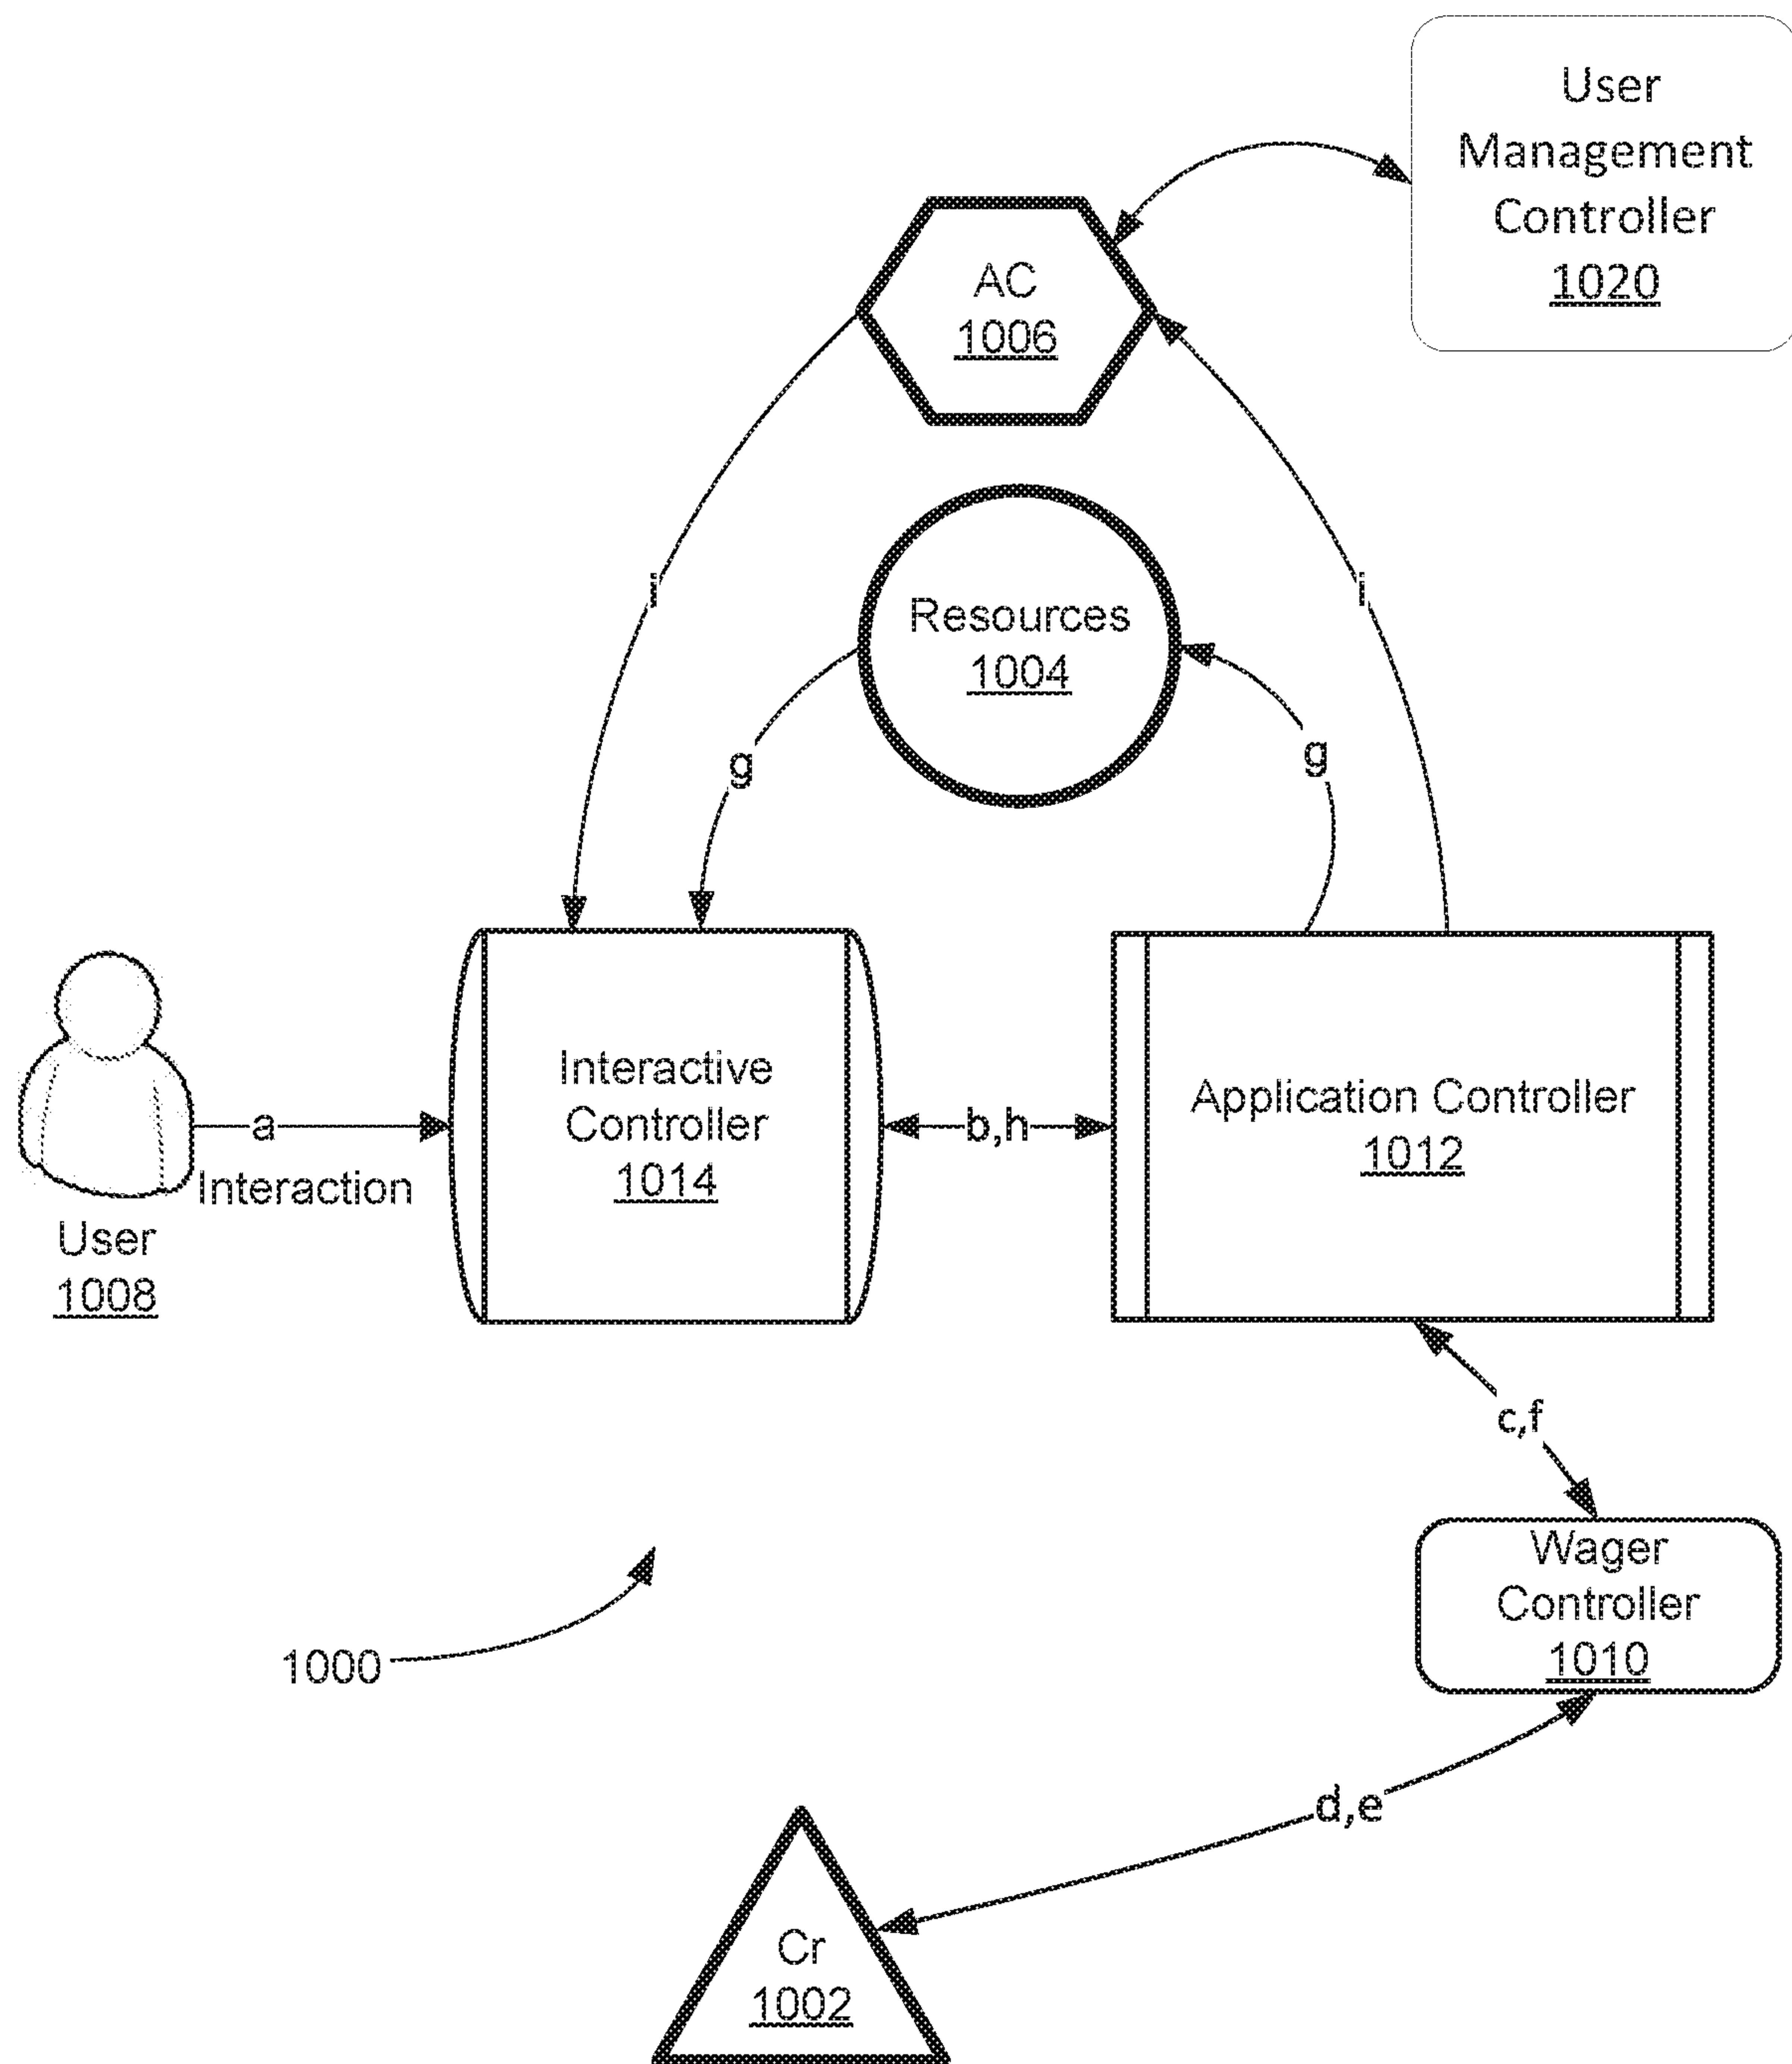 User
Management
Controller
1020
AC
1006
i
i
Resources
1004
g
g
Interactive
Controller
1014
Application Controller
1012
a
Interaction
b,h
User
1008
c,f
Wager
Controller
1010
1000
d,e
Cr
1002